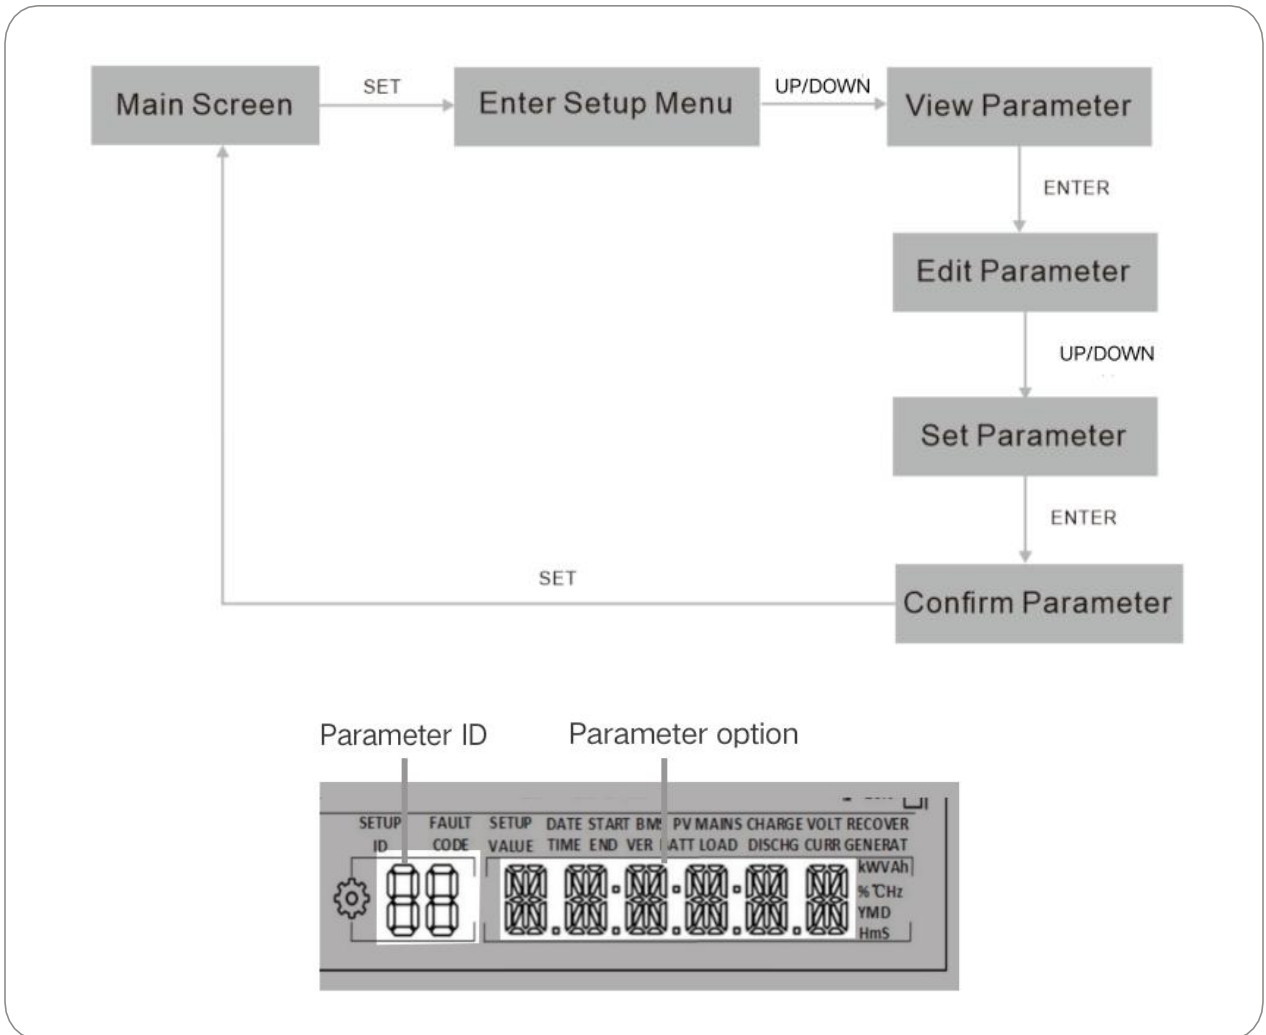 Main Screen
SET
Enter Setup Menu
UP/DOWN
View Parameter
ENTER
Edit Parameter
UP/DOWN
Set Parameter
ENTER
Confirm Parameter
SET
Parameter ID
Parameter option
SETUP FAULT SETUP DATE START BMS PV MAINS CHARGE VOLT RECOVER
ID CODE VALUE TIME END VER BATT LOAD DISCHG CURR GENERAT
kWVAh
%℃Hz
YMD
HmS